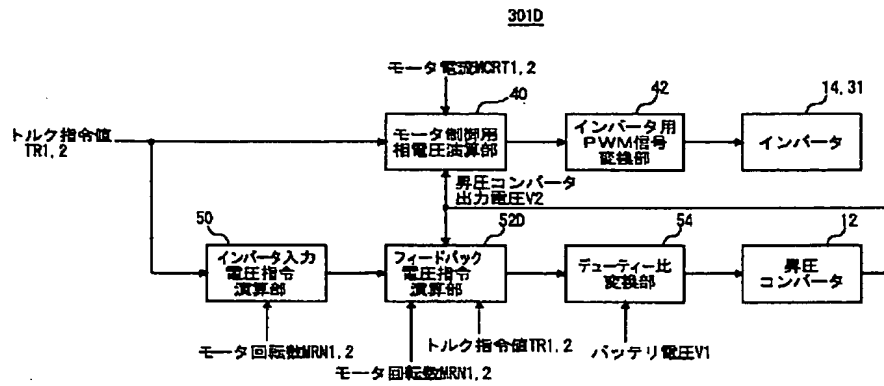 301D
モータ電流MCRT1,2
40
42
14,31
トルク指令値
TR1,2
モータ制御用
相電圧演算部
インバータ用
PWM信号
変換部
インバータ
昇圧コンバータ
出力電圧V2
50
52D
54
12
インバータ入力
電圧指令
演算部
フィードバック
電圧指令
演算部
デューティー比
変換部
昇圧
コンバータ
モータ回転数MRN1,2
トルク指令値TR1,2
バッテリ電圧V1
モータ回転数MRN1,2